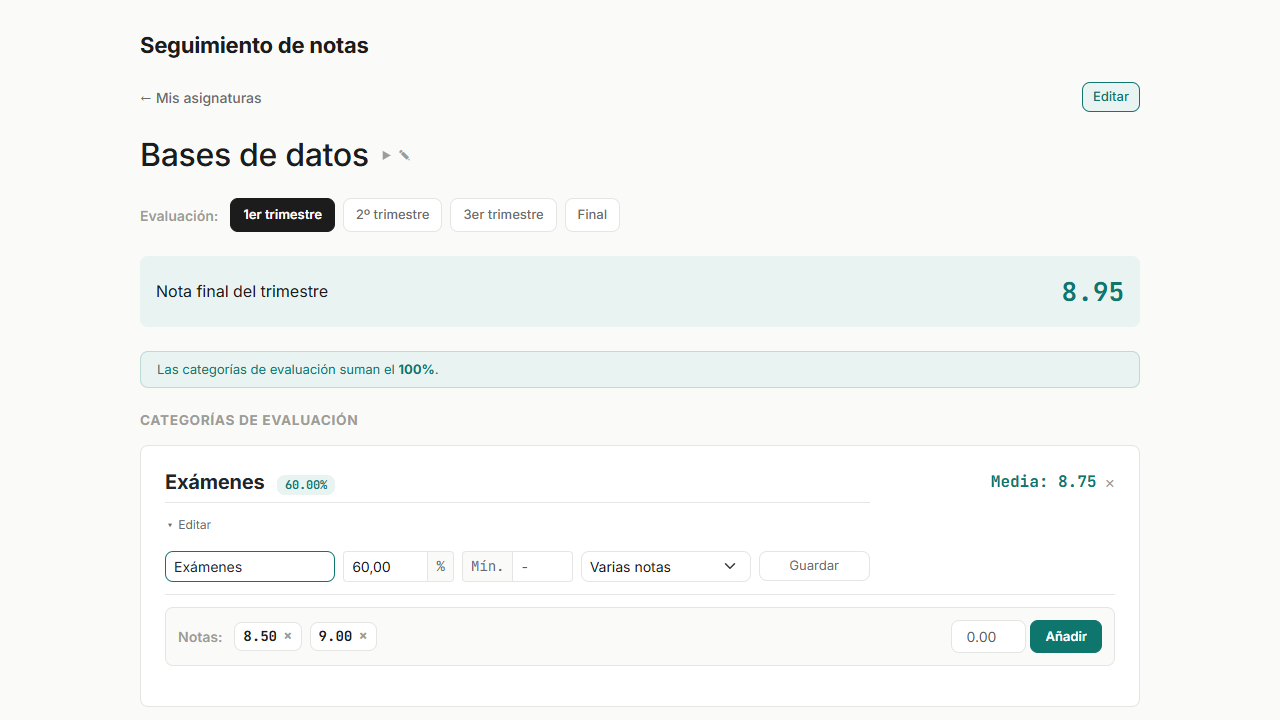 Seguimiento de notas
← Mis asignaturas
Editar
Bases de datos
Evaluación: 1er trimestre 2º trimestre 3er trimestre Final
Nota final del trimestre 8.95
Las categorías de evaluación suman el 100%.
CATEGORÍAS DE EVALUACIÓN
Exámenes 60.00% Media: 8.75 ×
Editar
Exámenes 60,00 % Mín. - Varias notas Guardar
Notas: 8.50 × 9.00 × 0.00 Añadir